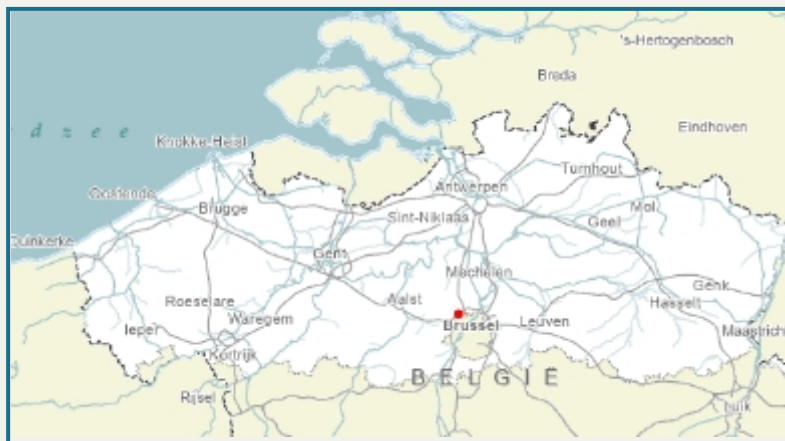 's-Hertogenbosch
Breda
d z e e
Eindhoven
Knokke-Heist
Turnhout
Antwerpen
Oostende
Mol
Brugge
Sint-Niklaas
Geel
Duinkerke
Gent
Mechelen
Genk
Aalst
Hasselt
Roeselare
Waregem
Ieper
Brussel
Leuven
Maastrich
Kortrijk
BELGIË
Rijsel
Luik